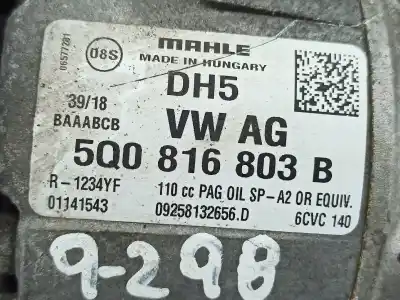 06577281
08S
MAHLE
MADE IN HUNGARY
DH5
39/18
BAAABCB
VW AG
5Q0 816 803 B
R-1234YF
110 cc PAG OIL SP-A2 OR EQUIV.
01141543
09258132656.D
6CVC 140
9-298